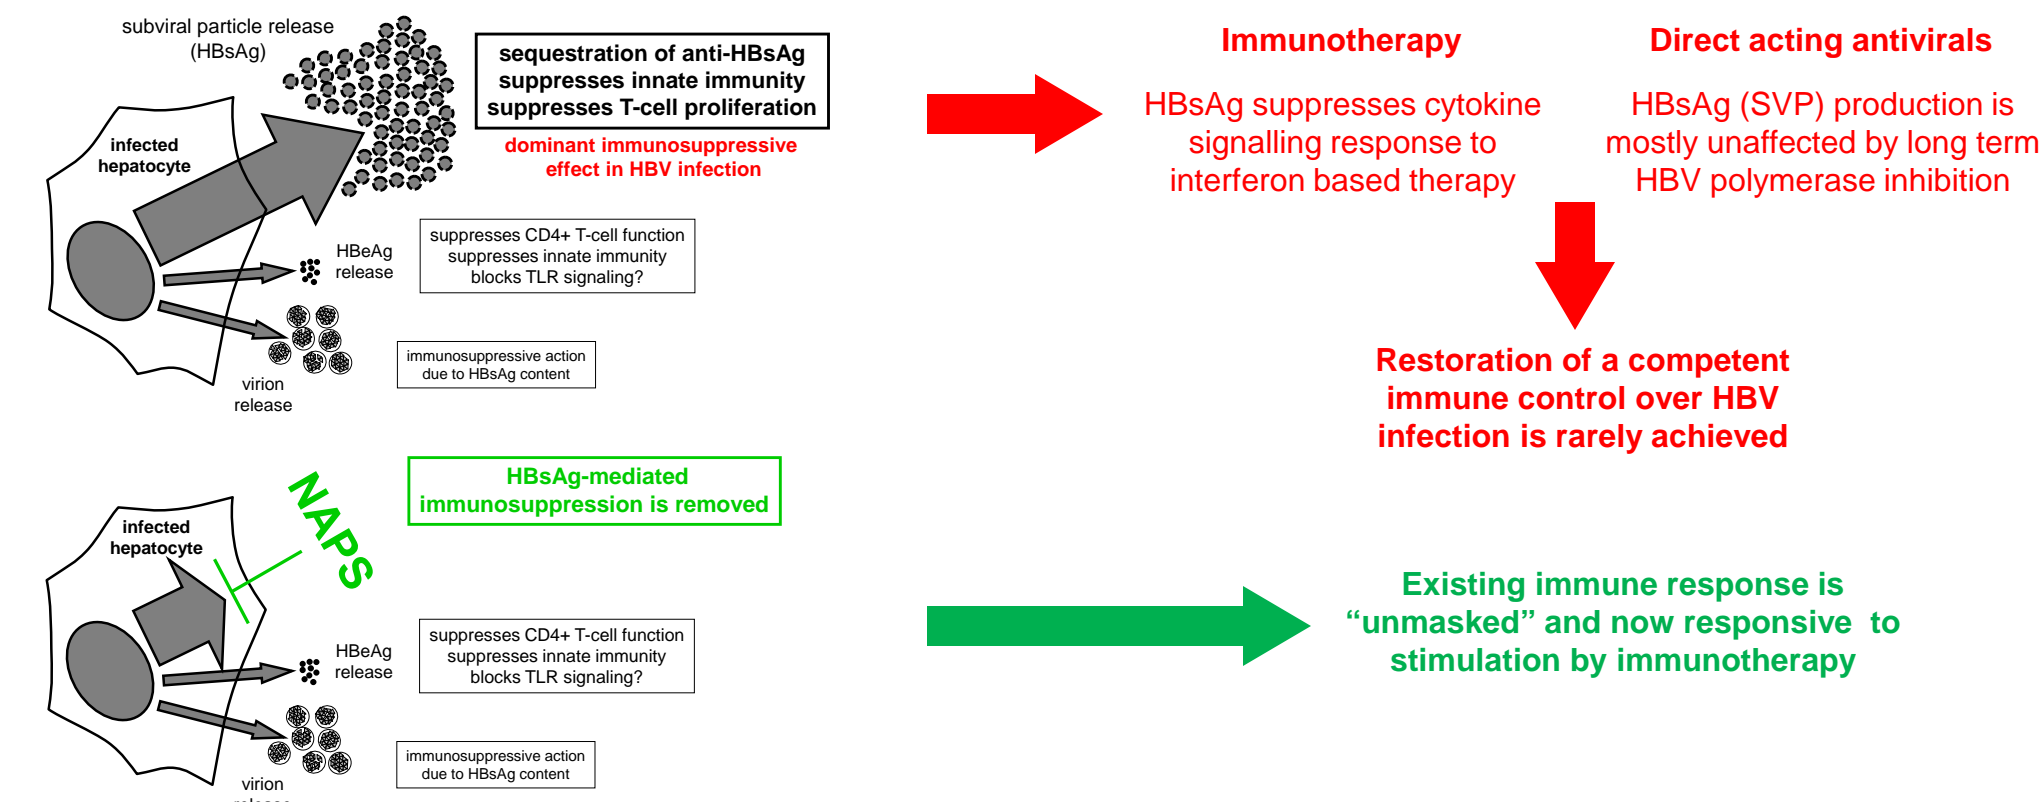 subviral particle release
(HBsAg)
sequestration of anti-HBsAg
suppresses innate immunity
suppresses T-cell proliferation
dominant immunosuppressive
effect in HBV infection
infected
hepatocyte
HBeAg
release
suppresses CD4+ T-cell function
suppresses innate immunity
blocks TLR signaling?
immunosuppressive action
due to HBsAg content
virion
release
Immunotherapy
HBsAg suppresses cytokine
signalling response to
interferon based therapy
Direct acting antivirals
HBsAg (SVP) production is
mostly unaffected by long term
HBV polymerase inhibition
Restoration of a competent
immune control over HBV
infection is rarely achieved
NAPS
HBsAg-mediated
immunosuppression is removed
infected
hepatocyte
HBeAg
release
suppresses CD4+ T-cell function
suppresses innate immunity
blocks TLR signaling?
immunosuppressive action
due to HBsAg content
virion
Existing immune response is
“unmasked” and now responsive  to
stimulation by immunotherapy